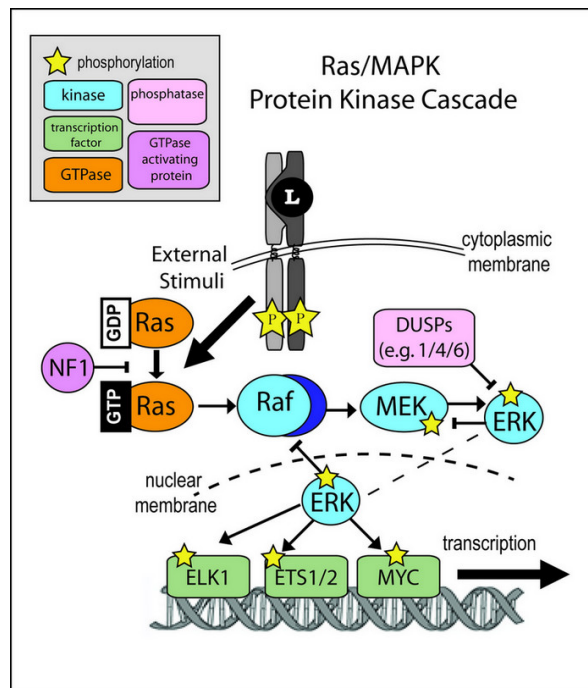 phosphorylation
kinase
phosphatase
transcription
factor
GTPase
activating
protein
GTPase
Ras/MAPK
Protein Kinase Cascade
L
External
Stimuli
cytoplasmic
membrane
P P
GDP
Ras
DUSPs
(e.g. 1/4/6)
NF1
GTP
Ras
Raf
MEK
ERK
nuclear
membrane
ERK
transcription
ELK1
ETS1/2
MYC